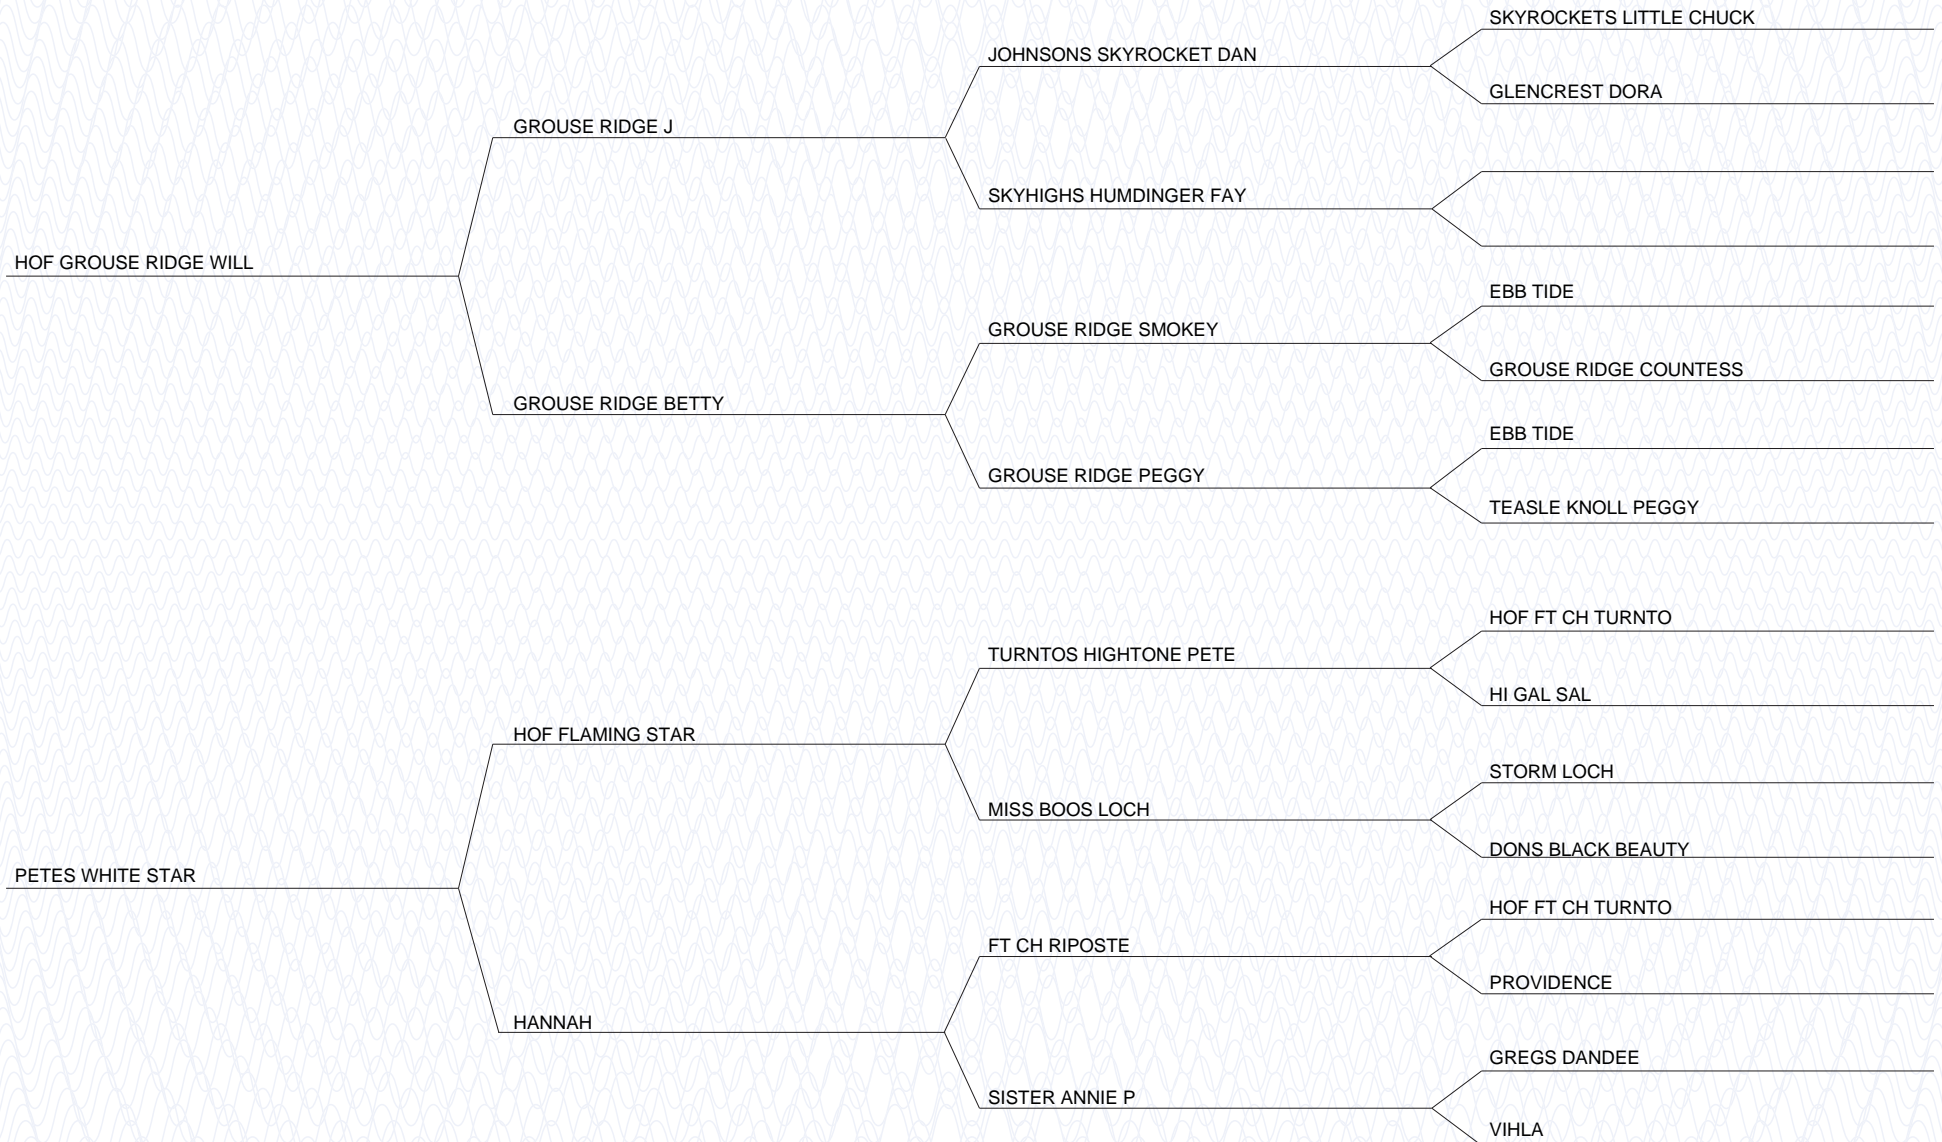 SKYROCKETS LITTLE CHUCK
JOHNSONS SKYROCKET DAN
GLENCREST DORA
GROUSE RIDGE J
SKYHIGHS HUMDINGER FAY
HOF GROUSE RIDGE WILL
EBB TIDE
GROUSE RIDGE SMOKEY
GROUSE RIDGE COUNTESS
GROUSE RIDGE BETTY
EBB TIDE
GROUSE RIDGE PEGGY
TEASLE KNOLL PEGGY
HOF FT CH TURNTO
TURNTOS HIGHTONE PETE
HI GAL SAL
HOF FLAMING STAR
STORM LOCH
MISS BOOS LOCH
DONS BLACK BEAUTY
PETES WHITE STAR
HOF FT CH TURNTO
FT CH RIPOSTE
PROVIDENCE
HANNAH
GREGS DANDEE
SISTER ANNIE P
VIHLA